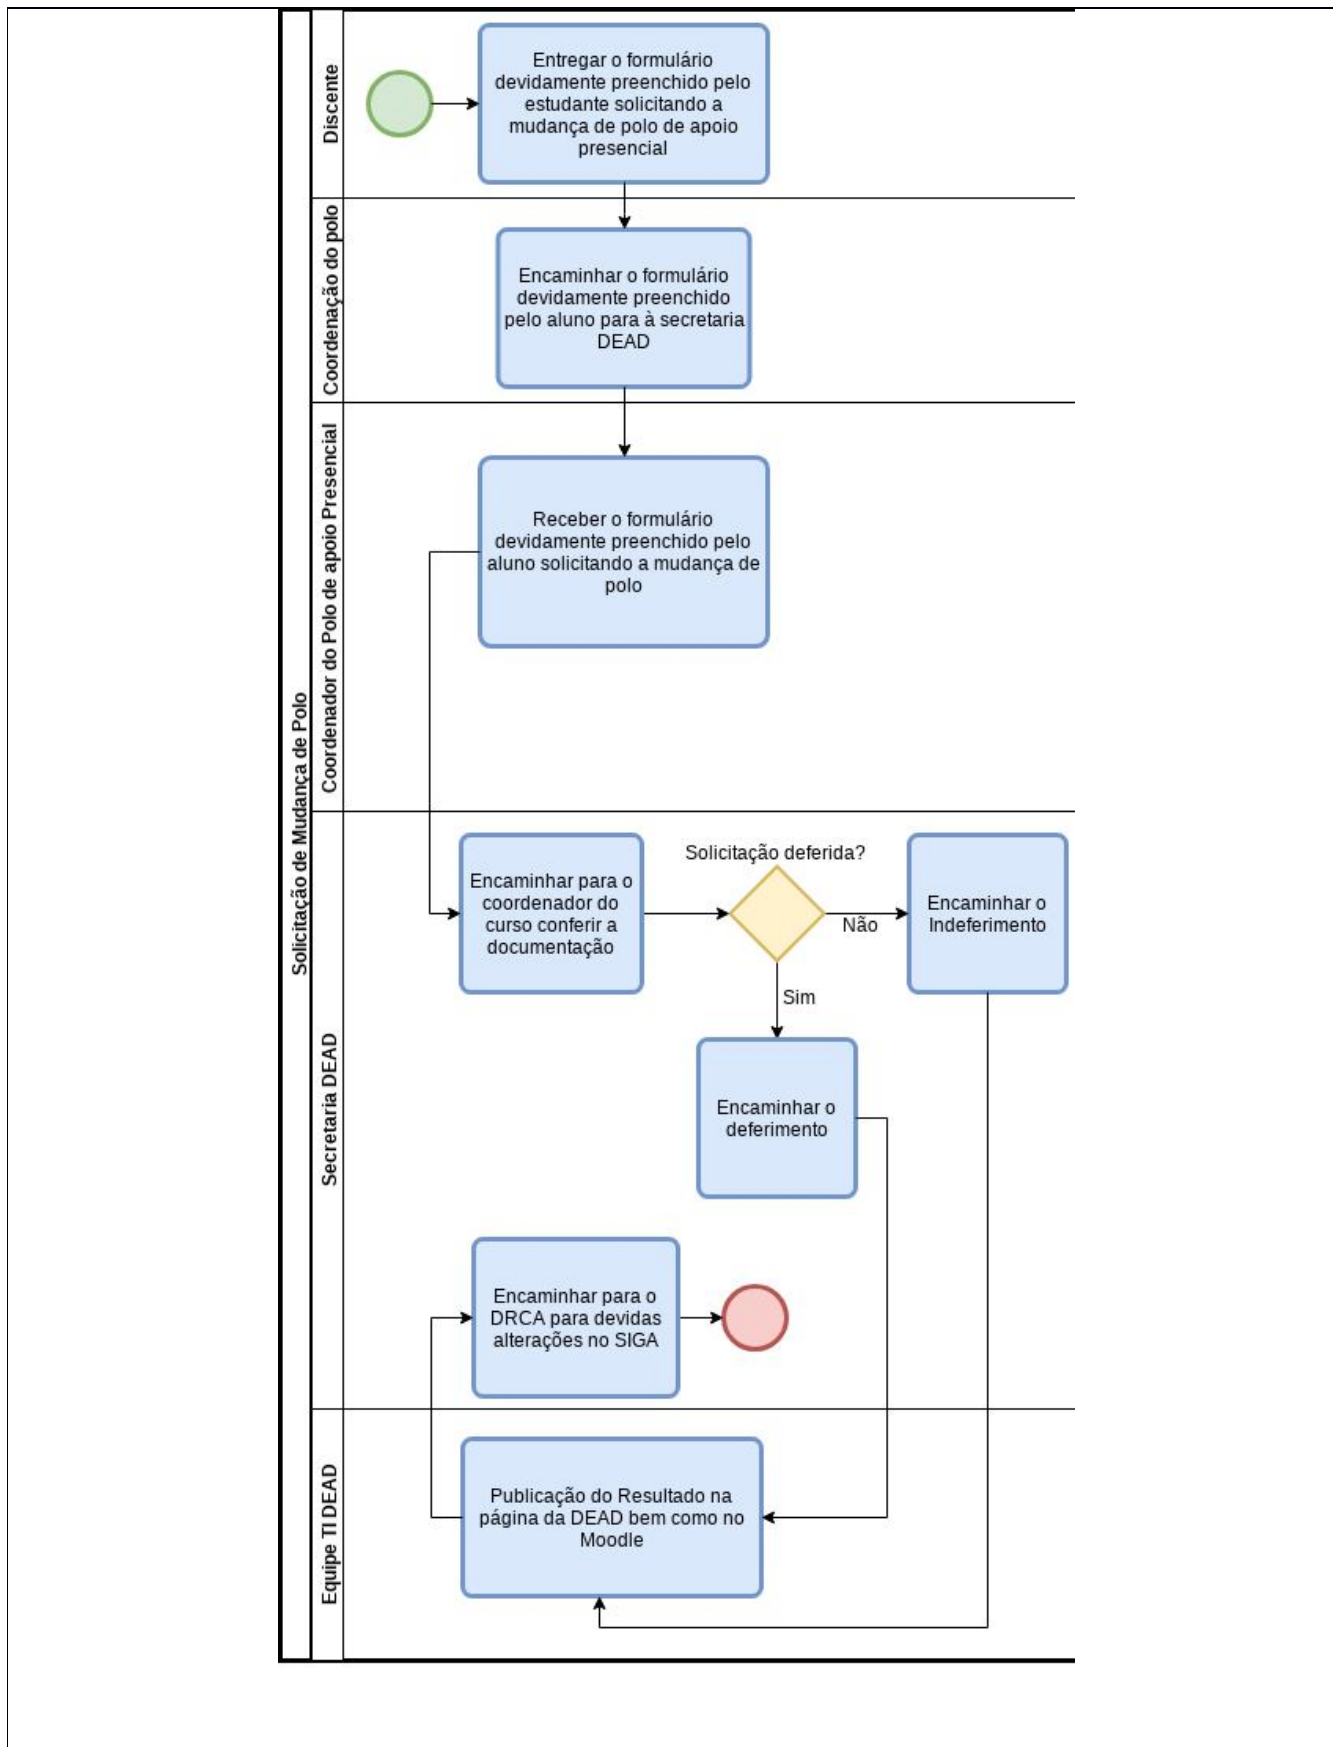 Solicitação de Mudança de Polo
Discente
Entregar o formulário
devidamente preenchido pelo
estudante solicitando a
mudança de polo de apoio
presencial
Coordenação do polo
Encaminhar o formulário
devidamente preenchido
pelo aluno para à secretaria
DEAD
Coordenador do Polo de apoio Presencial
Receber o formulário
devidamente preenchido pelo
aluno solicitando a mudança de
polo
Secretaria DEAD
Encaminhar para o
coordenador do
curso conferir a
documentação
Solicitação deferida?
Não
Encaminhar o
Indeferimento
Sim
Encaminhar o
deferimento
Encaminhar para o
DRCA para devidas
alterações no SIGA
Equipe TI DEAD
Publicação do Resultado na
página da DEAD bem como no
Moodle